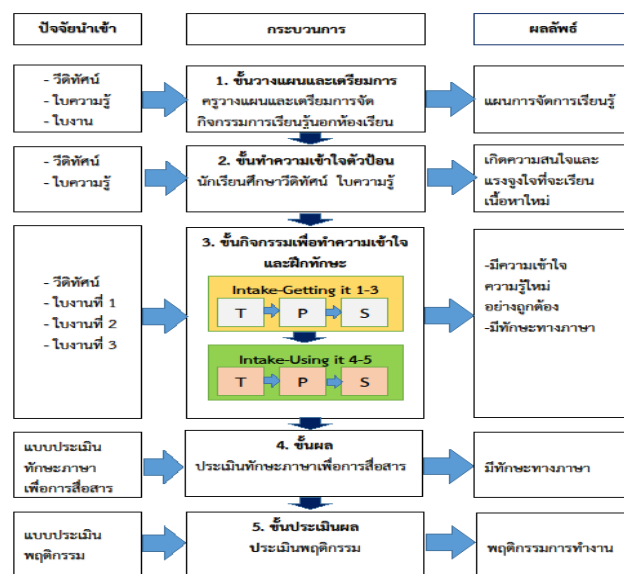 ปัจจัยนำเข้า
กระบวนการ
ผลลัพธ์
- วีดิทัศน์
- ใบความรู้
- ใบงาน
1. ขั้นวางแผนและเตรียมการ
ครูวางแผนและเตรียมการจัด
กิจกรรมการเรียนรู้นอกห้องเรียน
แผนการจัดการเรียนรู้
- วีดิทัศน์
- ใบความรู้
2. ขั้นทำความเข้าใจตัวป้อน
นักเรียนศึกษาวีดิทัศน์ ใบความรู้
เกิดความสนใจและ
แรงจูงใจที่จะเรียน
เนื้อหาใหม่
- วีดิทัศน์
- ใบงานที่ 1
- ใบงานที่ 2
- ใบงานที่ 3
3. ขั้นกิจกรรมเพื่อทำความเข้าใจ
และฝึกทักษะ
Intake-Getting it 1-3
T P S
Intake-Using it 4-5
T P S
-มีความเข้าใจ
ความรู้ใหม่
อย่างถูกต้อง
-มีทักษะทางภาษา
แบบประเมิน
ทักษะภาษา
เพื่อการสื่อสาร
4. ขั้นผล
ประเมินทักษะภาษาเพื่อการสื่อสาร
มีทักษะทางภาษา
แบบประเมิน
พฤติกรรม
5. ขั้นประเมินผล
ประเมินพฤติกรรม
พฤติกรรมการทำงาน